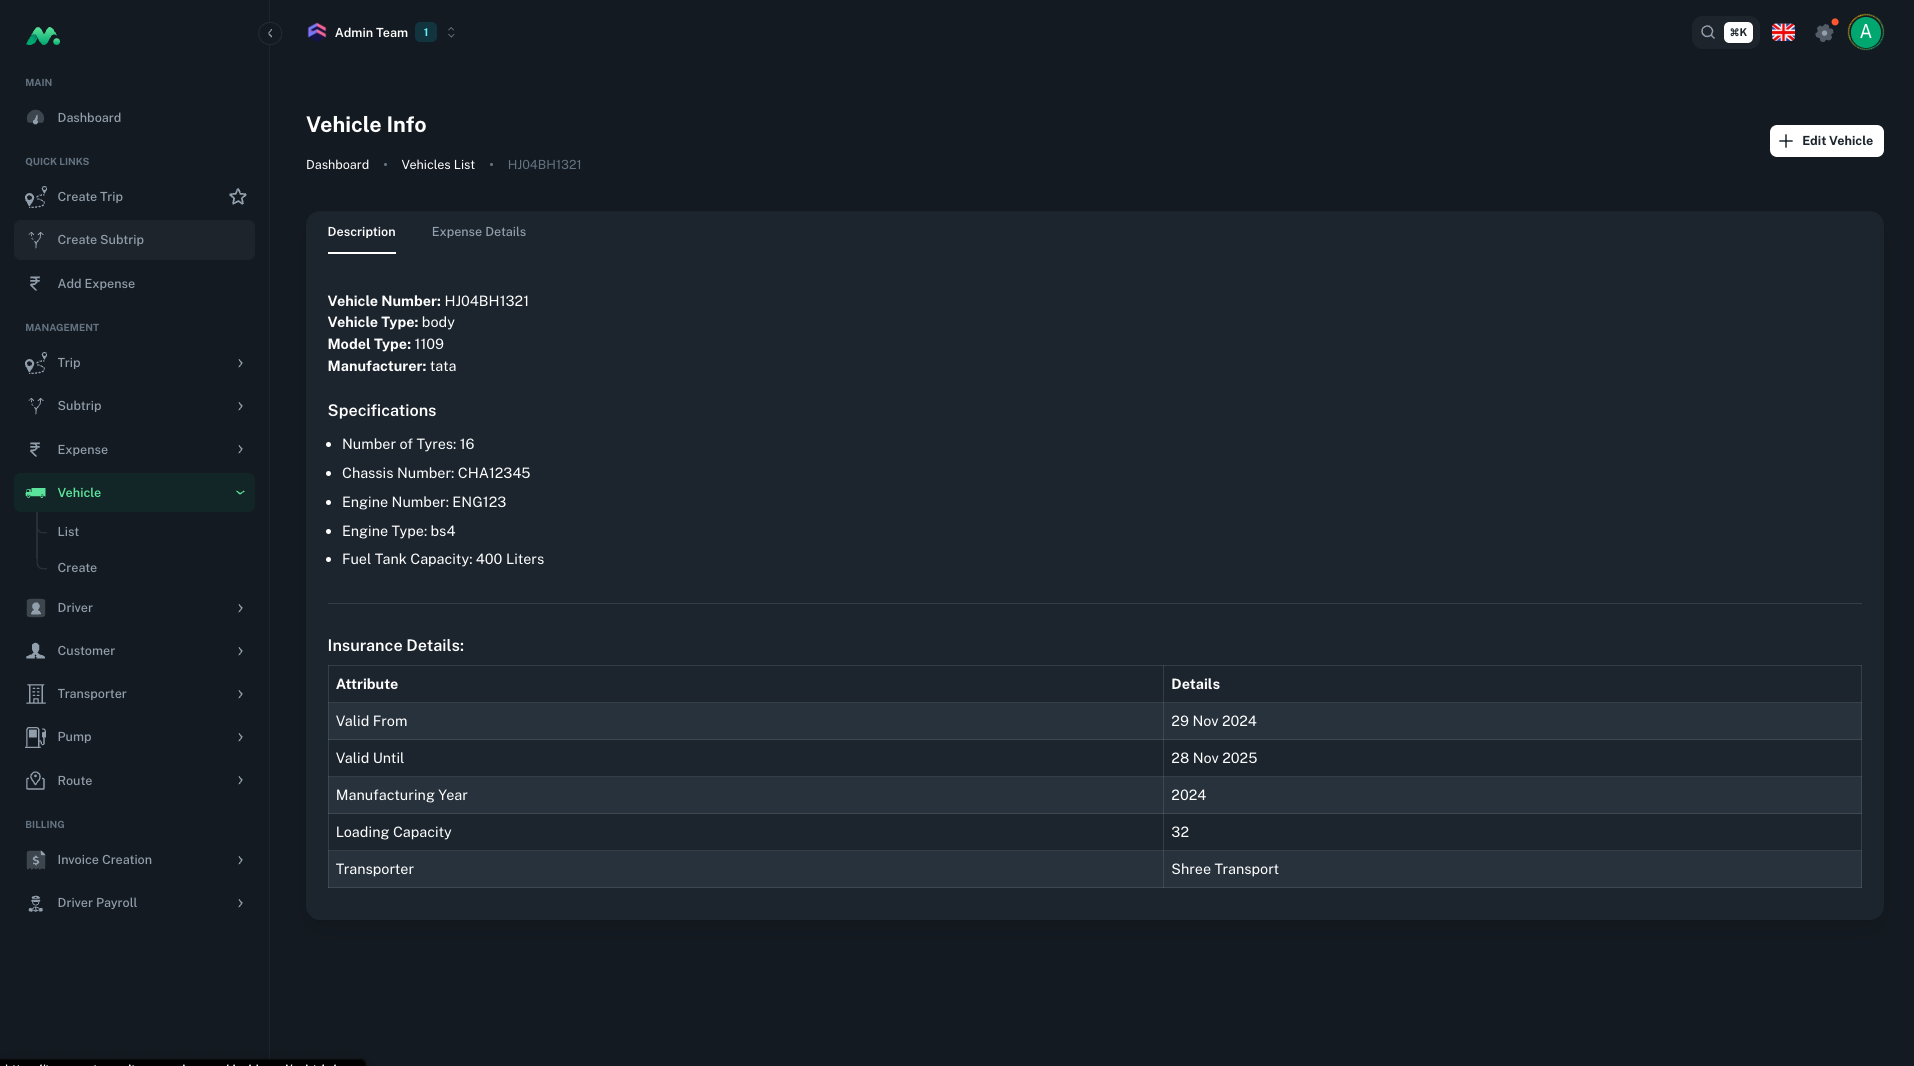 Admin Team 1
⌘K
A
MAIN
Dashboard
QUICK LINKS
Create Trip
Create Subtrip
Add Expense
MANAGEMENT
Trip
Subtrip
Expense
Vehicle
List
Create
Driver
Customer
Transporter
Pump
Route
BILLING
Invoice Creation
Driver Payroll
Vehicle Info
Dashboard • Vehicles List • HJ04BH1321
Edit Vehicle
Description Expense Details
Vehicle Number: HJ04BH1321
Vehicle Type: body
Model Type: 1109
Manufacturer: tata
Specifications
• Number of Tyres: 16
• Chassis Number: CHA12345
• Engine Number: ENG123
• Engine Type: bs4
• Fuel Tank Capacity: 400 Liters
Insurance Details:
Attribute Details
Valid From 29 Nov 2024
Valid Until 28 Nov 2025
Manufacturing Year 2024
Loading Capacity 32
Transporter Shree Transport